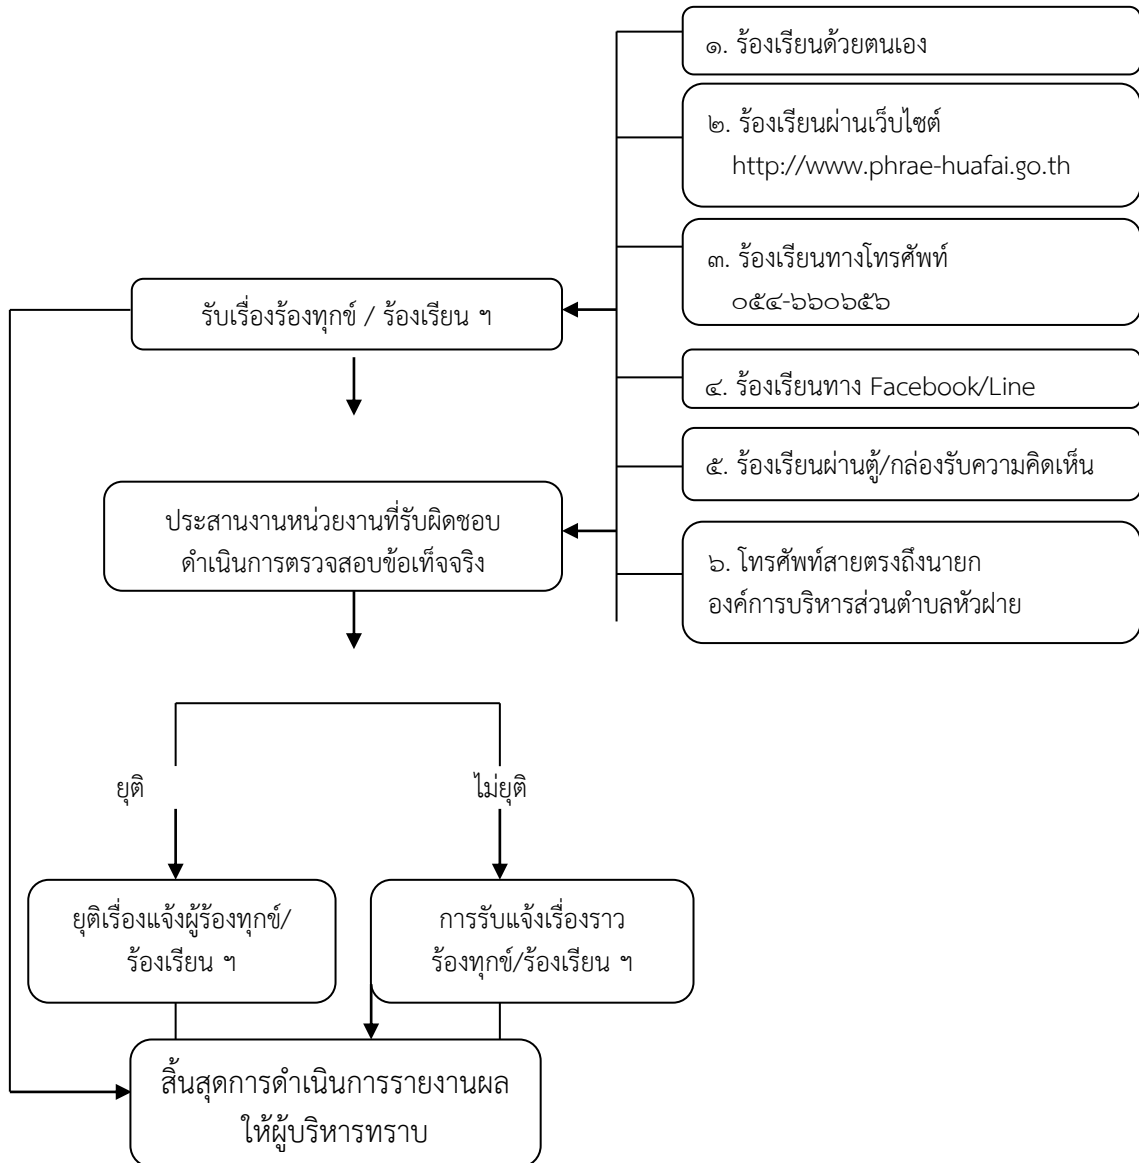 ๑. ร้องเรียนด้วยตนเอง
๒. ร้องเรียนผ่านเว็บไซต์
http://www.phrae-huafai.go.th
๓. ร้องเรียนทางโทรศัพท์
๐๕๔-๖๖๐๖๕๖
๔. ร้องเรียนทาง Facebook/Line
๕. ร้องเรียนผ่านตู้/กล่องรับความคิดเห็น
๖. โทรศัพท์สายตรงถึงนายก
องค์การบริหารส่วนตำบลหัวฝาย
รับเรื่องร้องทุกข์ / ร้องเรียน ฯ
ประสานงานหน่วยงานที่รับผิดชอบ
ดำเนินการตรวจสอบข้อเท็จจริง
ยุติ
ไม่ยุติ
ยุติเรื่องแจ้งผู้ร้องทุกข์/
ร้องเรียน ฯ
การรับแจ้งเรื่องราว
ร้องทุกข์/ร้องเรียน ฯ
สิ้นสุดการดำเนินการรายงานผล
ให้ผู้บริหารทราบ